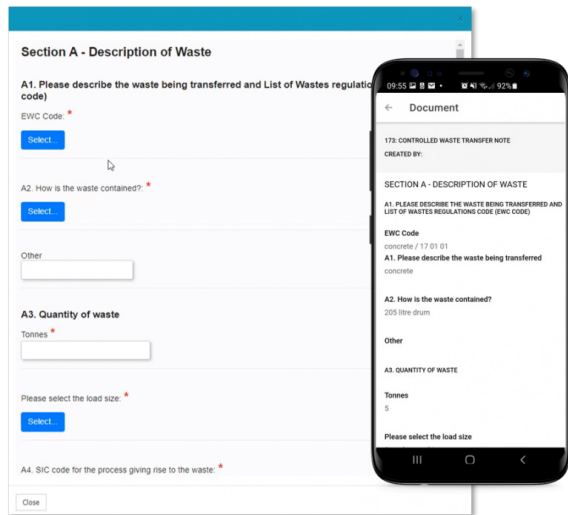 Section A - Description of Waste
A1. Please describe the waste being transferred and List of Wastes regulatio
code)
EWC Code: *
Select...
A2. How is the waste contained?: *
Select...
Other
A3. Quantity of waste
Tonnes *
Please select the load size: *
Select...
A4. SIC code for the process giving rise to the waste: *
Close
09:55
92%
← Document
173: CONTROLLED WASTE TRANSFER NOTE
CREATED BY:
SECTION A - DESCRIPTION OF WASTE
A1. PLEASE DESCRIBE THE WASTE BEING TRANSFERRED AND
LIST OF WASTES REGULATIONS CODE (EWC CODE)
EWC Code
concrete / 17 01 01
A1. Please describe the waste being transferred
concrete
A2. How is the waste contained?
205 litre drum
Other
A3. QUANTITY OF WASTE
Tonnes
5
Please select the load size